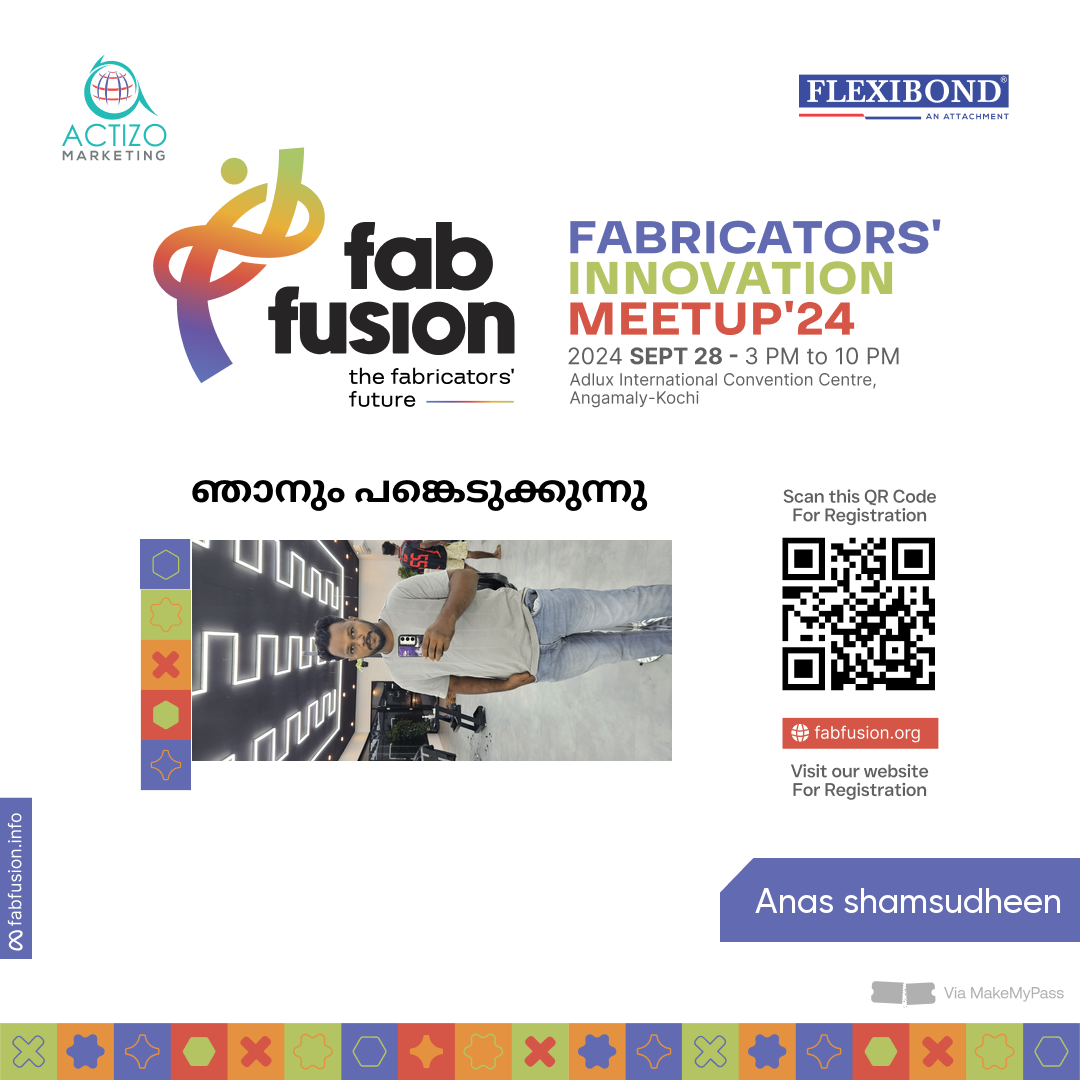 ACTIZO
MARKETING
FLEXIBOND®
AN ATTACHMENT
fab
fusion
the fabricators'
future
FABRICATORS'
INNOVATION
MEETUP'24
2024 SEPT 28 - 3 PM to 10 PM
Adlux International Convention Centre,
Angamaly-Kochi
ഞാനും പങ്കെടുക്കുന്നു
55
Scan this QR Code
For Registration
fabfusion.org
Visit our website
For Registration
fabfusion.info
Anas shamsudheen
Via MakeMyPass